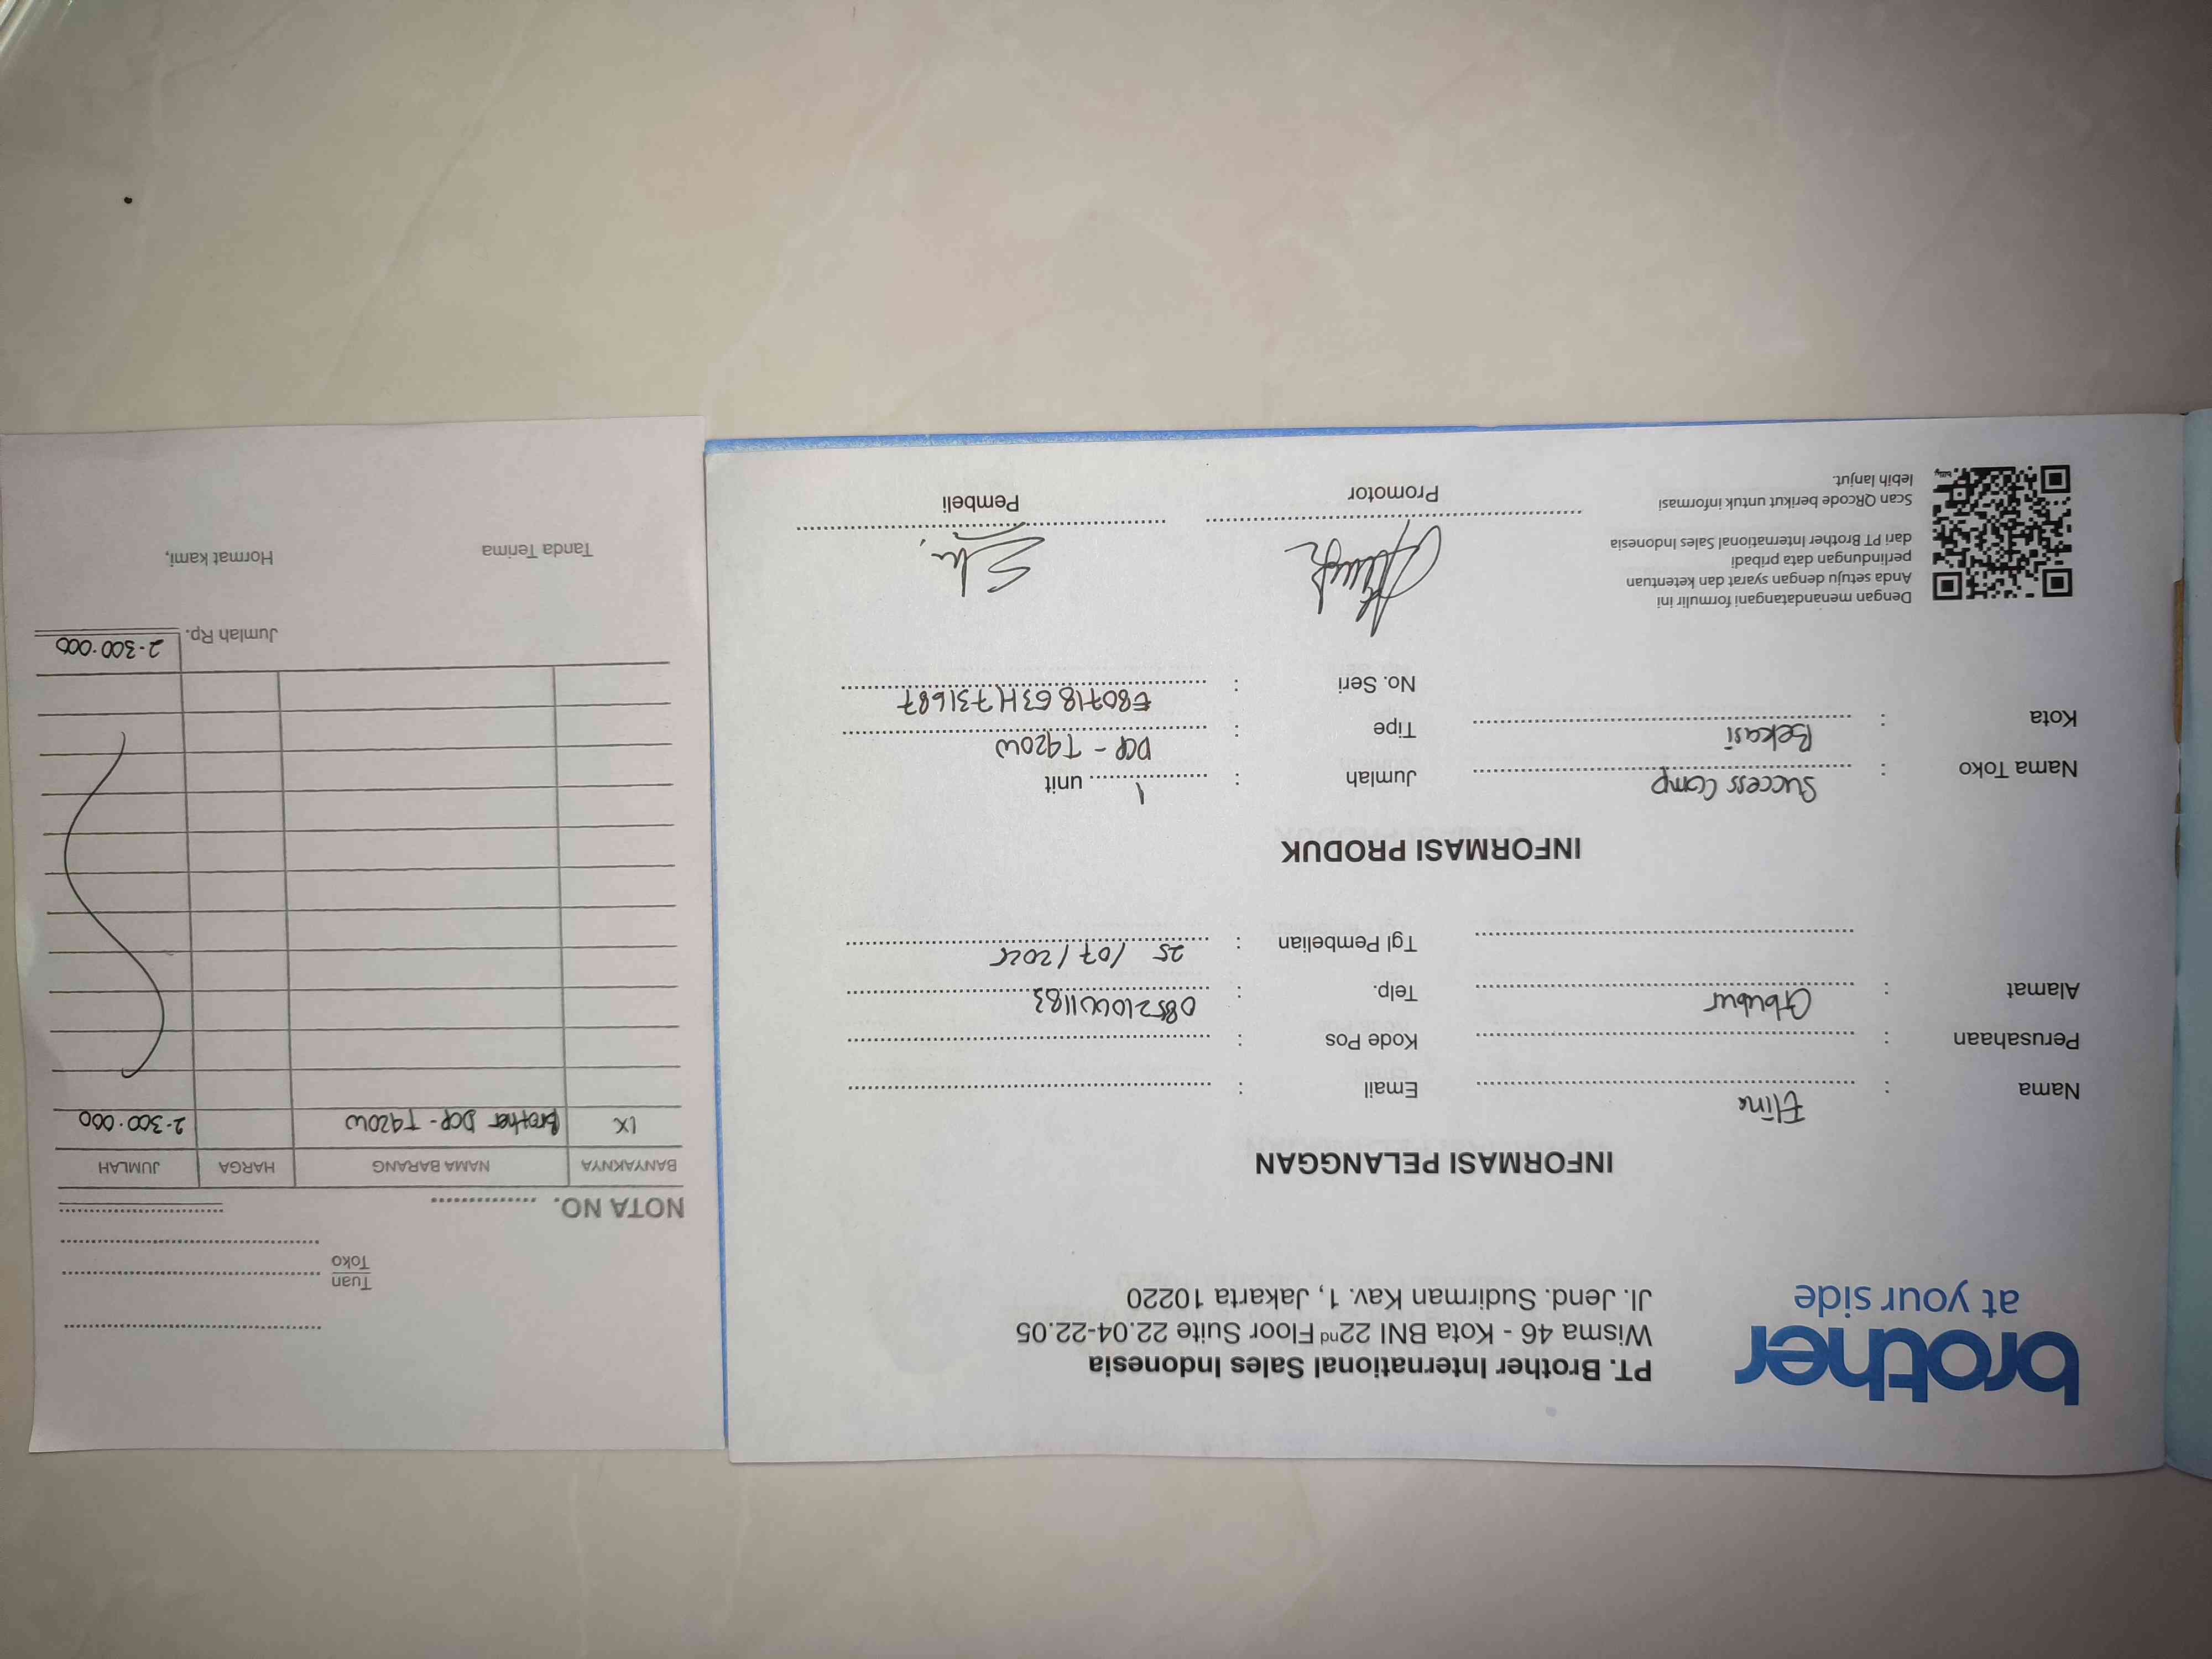 brother
at your side
PT. Brother International Sales Indonesia
Wisma 46 - Kota BNI 22nd Floor Suite 22.04-22.05
Jl. Jend. Sudirman Kav. 1, Jakarta 10220
INFORMASI PELANGGAN
Nama : Elina
Perusahaan :
Alamat : Cibubur
Email :
Kode Pos :
Telp. :
Tgl Pembelian : 25 / 07 /
INFORMASI PRODUK
Nama Toko : Success Comp
Kota : Bekasi
Jumlah : 1 unit
Tipe : DCP - T920W
No. Seri : E80718G3H731687
Dengan menandatangani formulir ini
Anda setuju dengan syarat dan ketentuan
perlindungan data pribadi
dari PT Brother International Sales Indonesia
Scan QRcode berikut untuk informasi
lebih lanjut.
Promotor
Pembeli
Tuan
Toko
NOTA NO.
BANYAKNYA NAMA BARANG HARGA JUMLAH
1x Brother DCP - T920W 2.300.000
Jumlah Rp. 2.300.000
Tanda Terima Hormat kami,